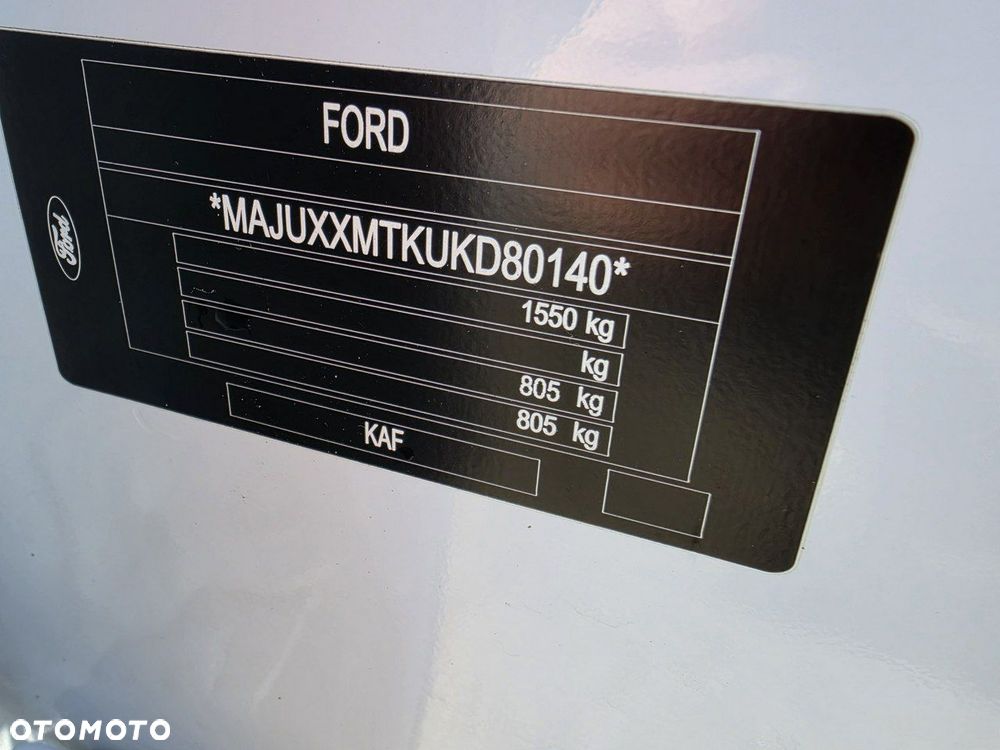 FORD
Ford
*MAJUXXMTKUKD80140*
1550 kg
kg
805 kg
805 kg
KAF
OTOMOTO